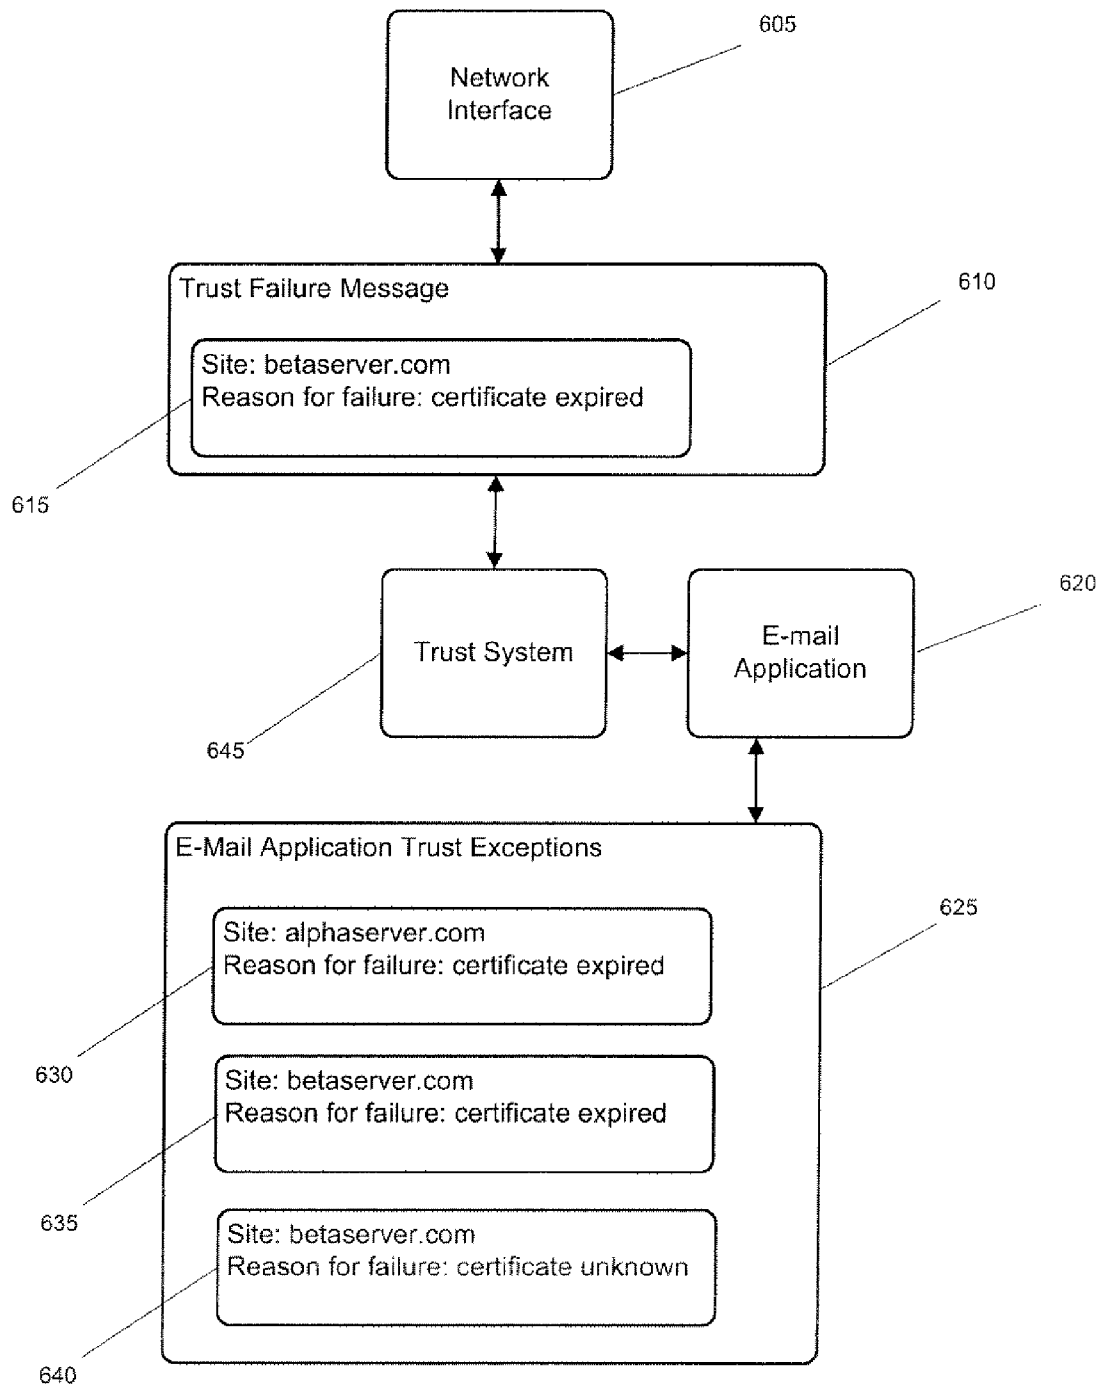 605
Network
Interface
Trust Failure Message
610
Site: betaserver.com
Reason for failure: certificate expired
615
620
E-mail
Application
Trust System
645
E-Mail Application Trust Exceptions
625
Site: alphaserver.com
Reason for failure: certificate expired
630
Site: betaserver.com
Reason for failure: certificate expired
635
Site: betaserver.com
Reason for failure: certificate unknown
640